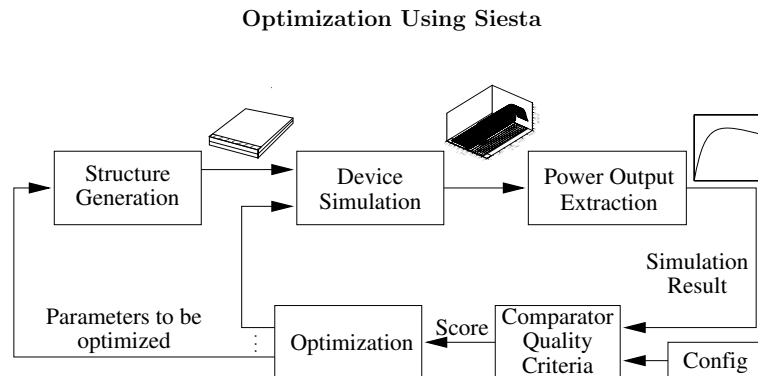 Optimization Using Siesta
Structure
Generation
Device
Simulation
Power Output
Extraction
Simulation
Result
Parameters to be
optimized
Optimization
Score
Comparator
Quality
Criteria
Config